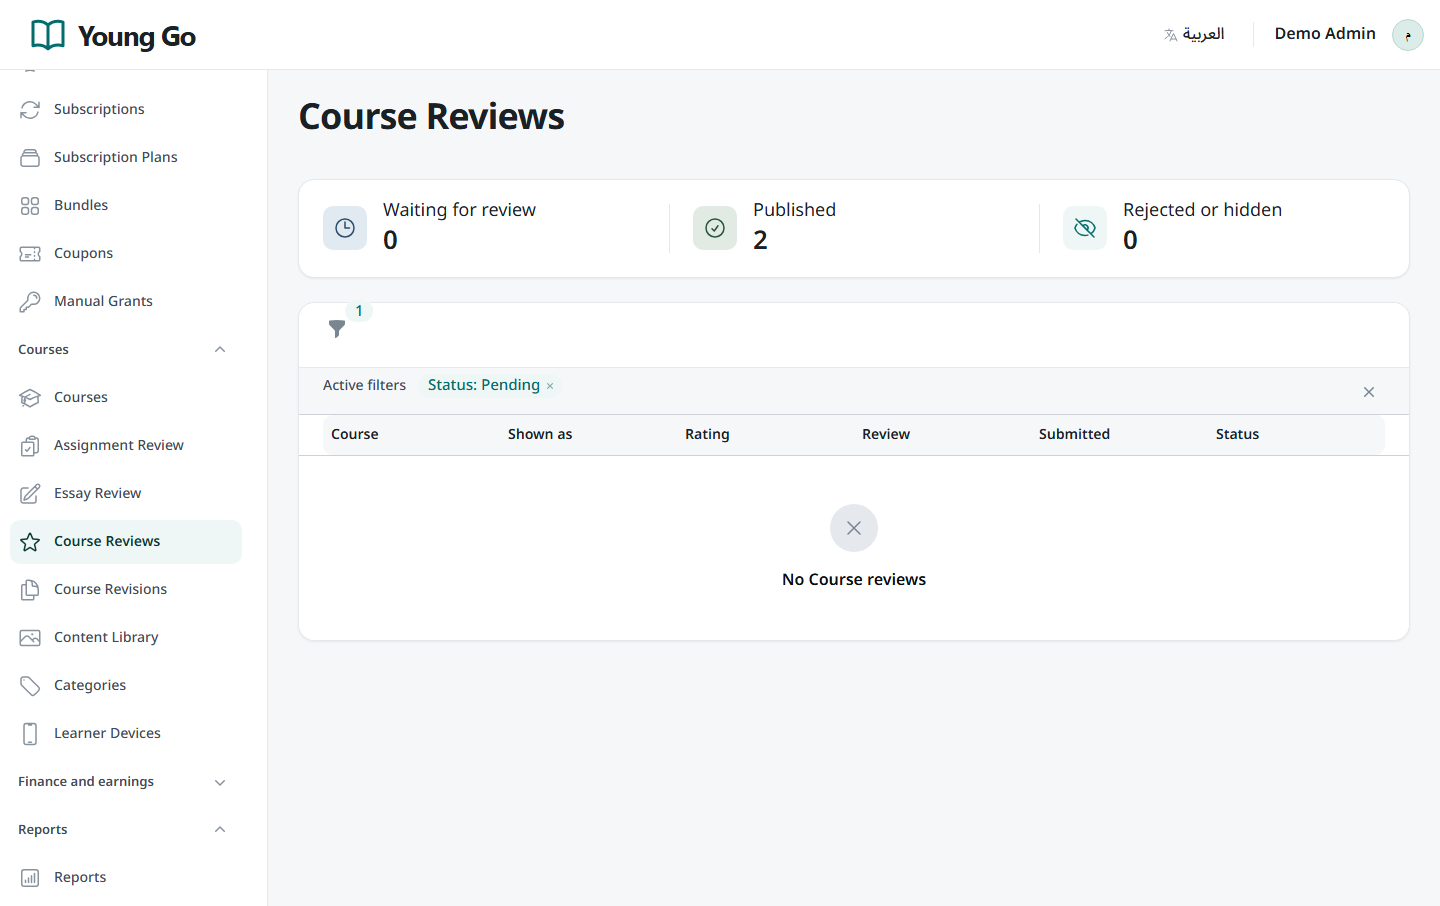 Young Go
العربية
Demo Admin
م
Subscriptions
Subscription Plans
Bundles
Coupons
Manual Grants
Courses
Courses
Assignment Review
Essay Review
Course Reviews
Course Revisions
Content Library
Categories
Learner Devices
Finance and earnings
Reports
Reports
Course Reviews
Waiting for review
0
Published
2
Rejected or hidden
0
1
Active filters Status: Pending ×
Course Shown as Rating Review Submitted Status
No Course reviews